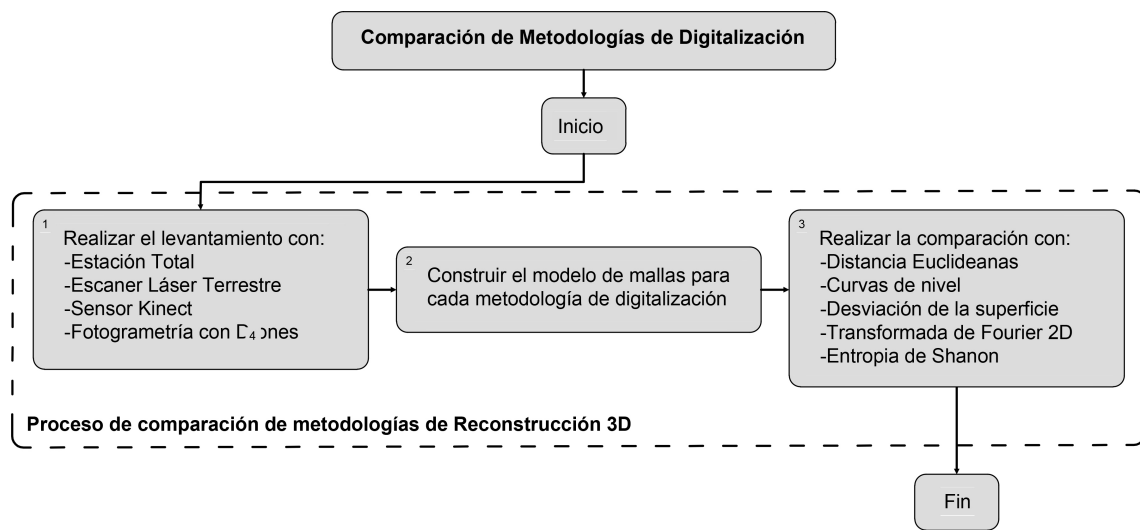 Comparación de Metodologías de Digitalización
Inicio
1
Realizar el levantamiento con:
-Estación Total
-Escaner Láser Terrestre
-Sensor Kinect
-Fotogrametría con
4
2
Construir el modelo de mallas para
cada metodología de digitalización
3
Realizar la comparación con:
-Distancia Euclideanas
-Curvas de nivel
-Desviación de la superficie
-Transformada de Fourier 2D
-Entropia de Shanon
Proceso de comparación de metodologías de Reconstrucción 3D
Fin